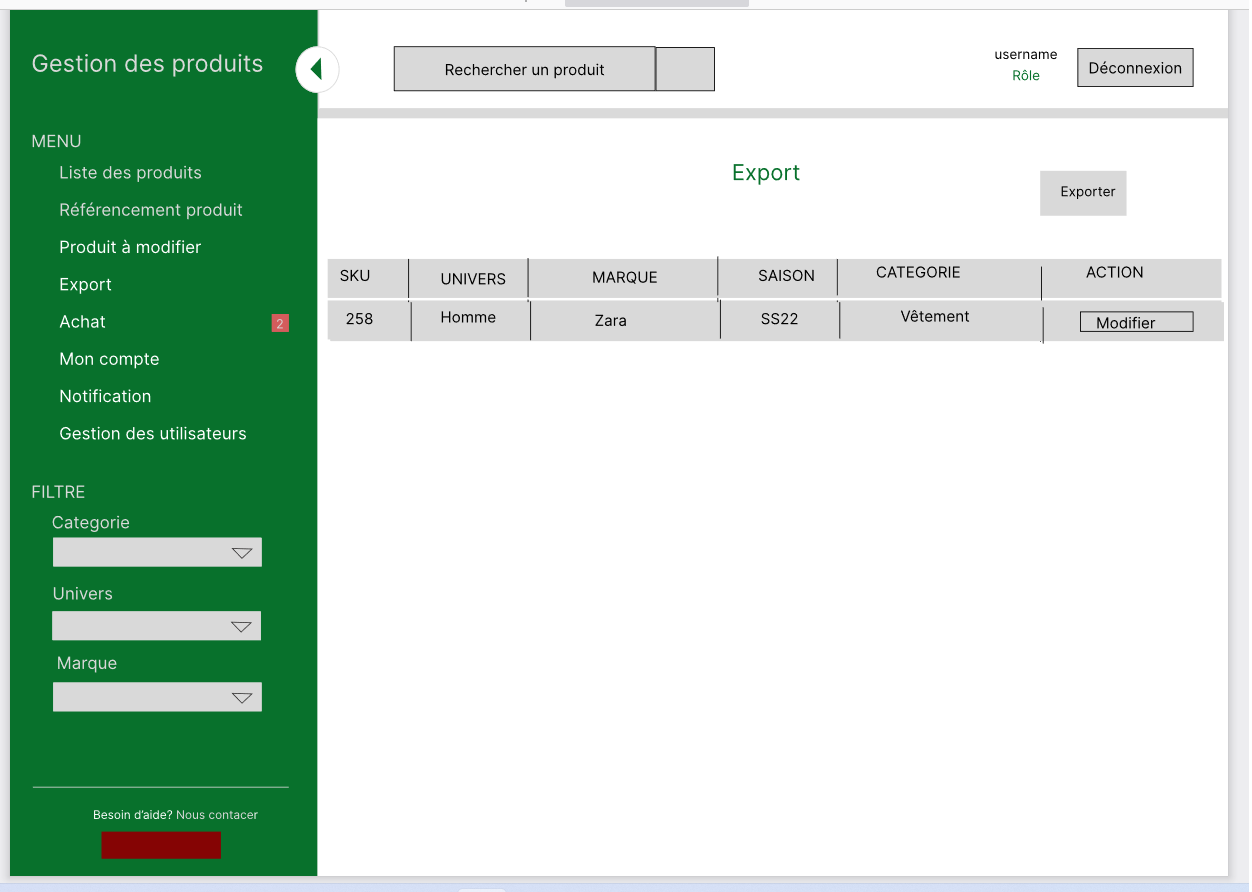 Gestion des produits
MENU
Liste des produits
Référencement produit
Produit à modifier
Export
Achat
2
Mon compte
Notification
Gestion des utilisateurs
FILTRE
Categorie
Univers
Marque
Besoin d'aide? Nous contacer
Rechercher un produit
username
Rôle
Déconnexion
Export
Exporter
SKU UNIVERS MARQUE SAISON CATEGORIE ACTION
258 Homme Zara SS22 Vêtement Modifier